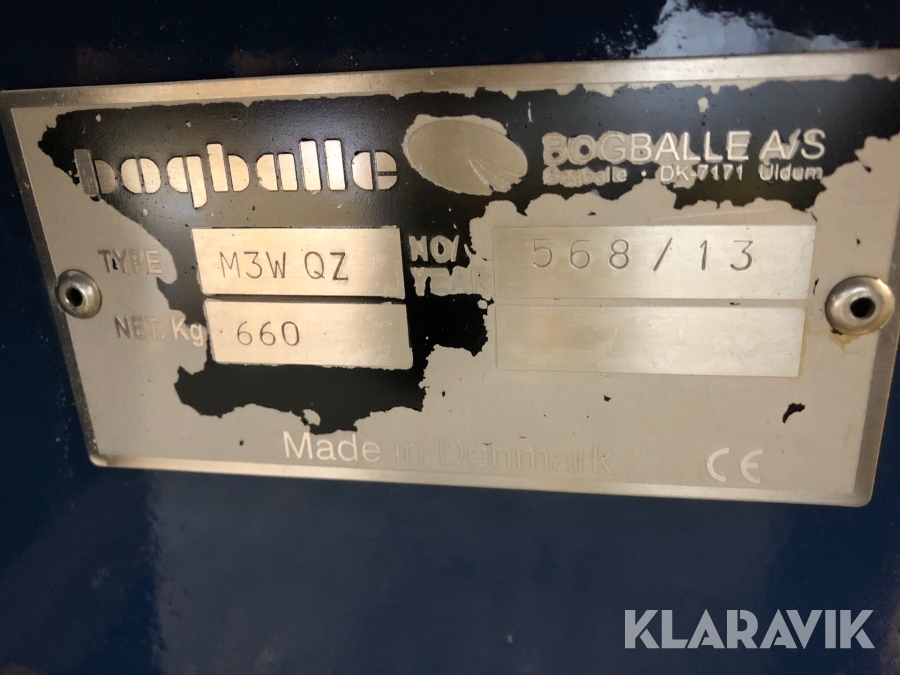 bogballe
BOGBALLE A/S
Bogballe · DK-7171 Uldum
TYPE M3W QZ NO/ YEAR 568/13
NET. Kg 660
Made in Denmark CE
KLARAVIK